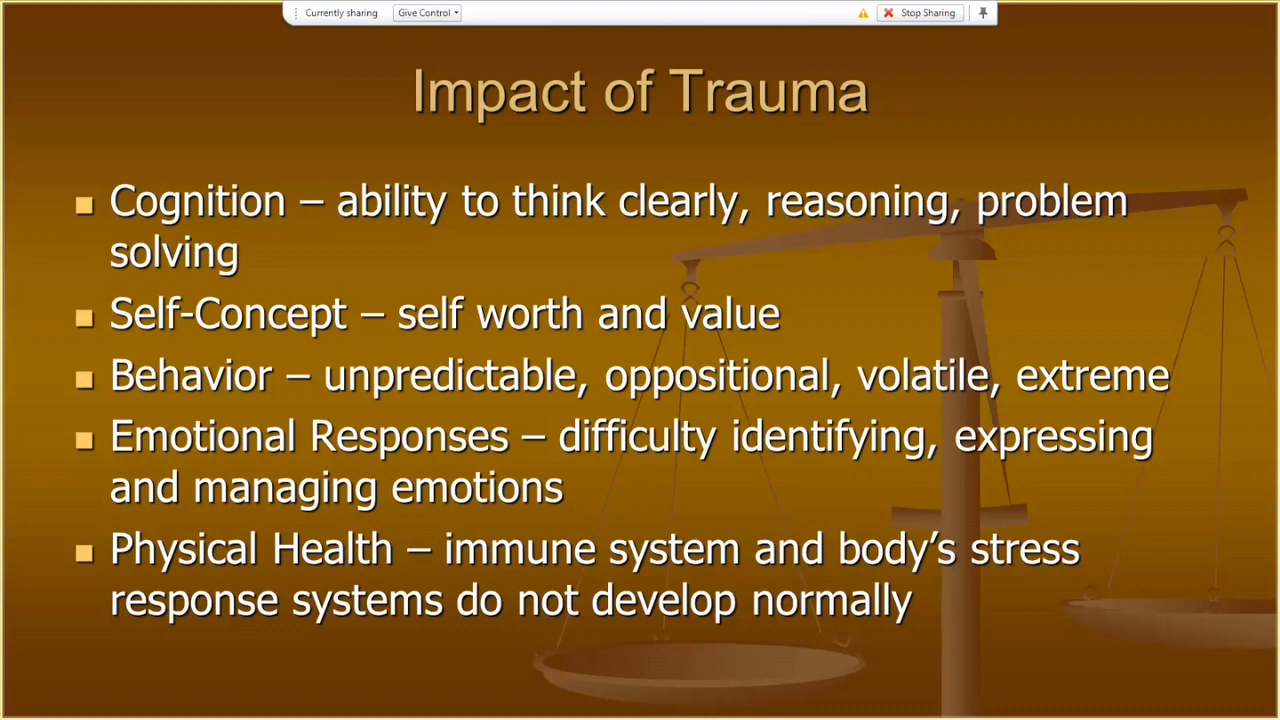 Currently sharing Give Control Stop Sharing
Impact of Trauma
Cognition – ability to think clearly, reasoning, problem
solving
Self-Concept – self worth and value
Behavior – unpredictable, oppositional, volatile, extreme
Emotional Responses – difficulty identifying, expressing
and managing emotions
Physical Health – immune system and body’s stress
response systems do not develop normally